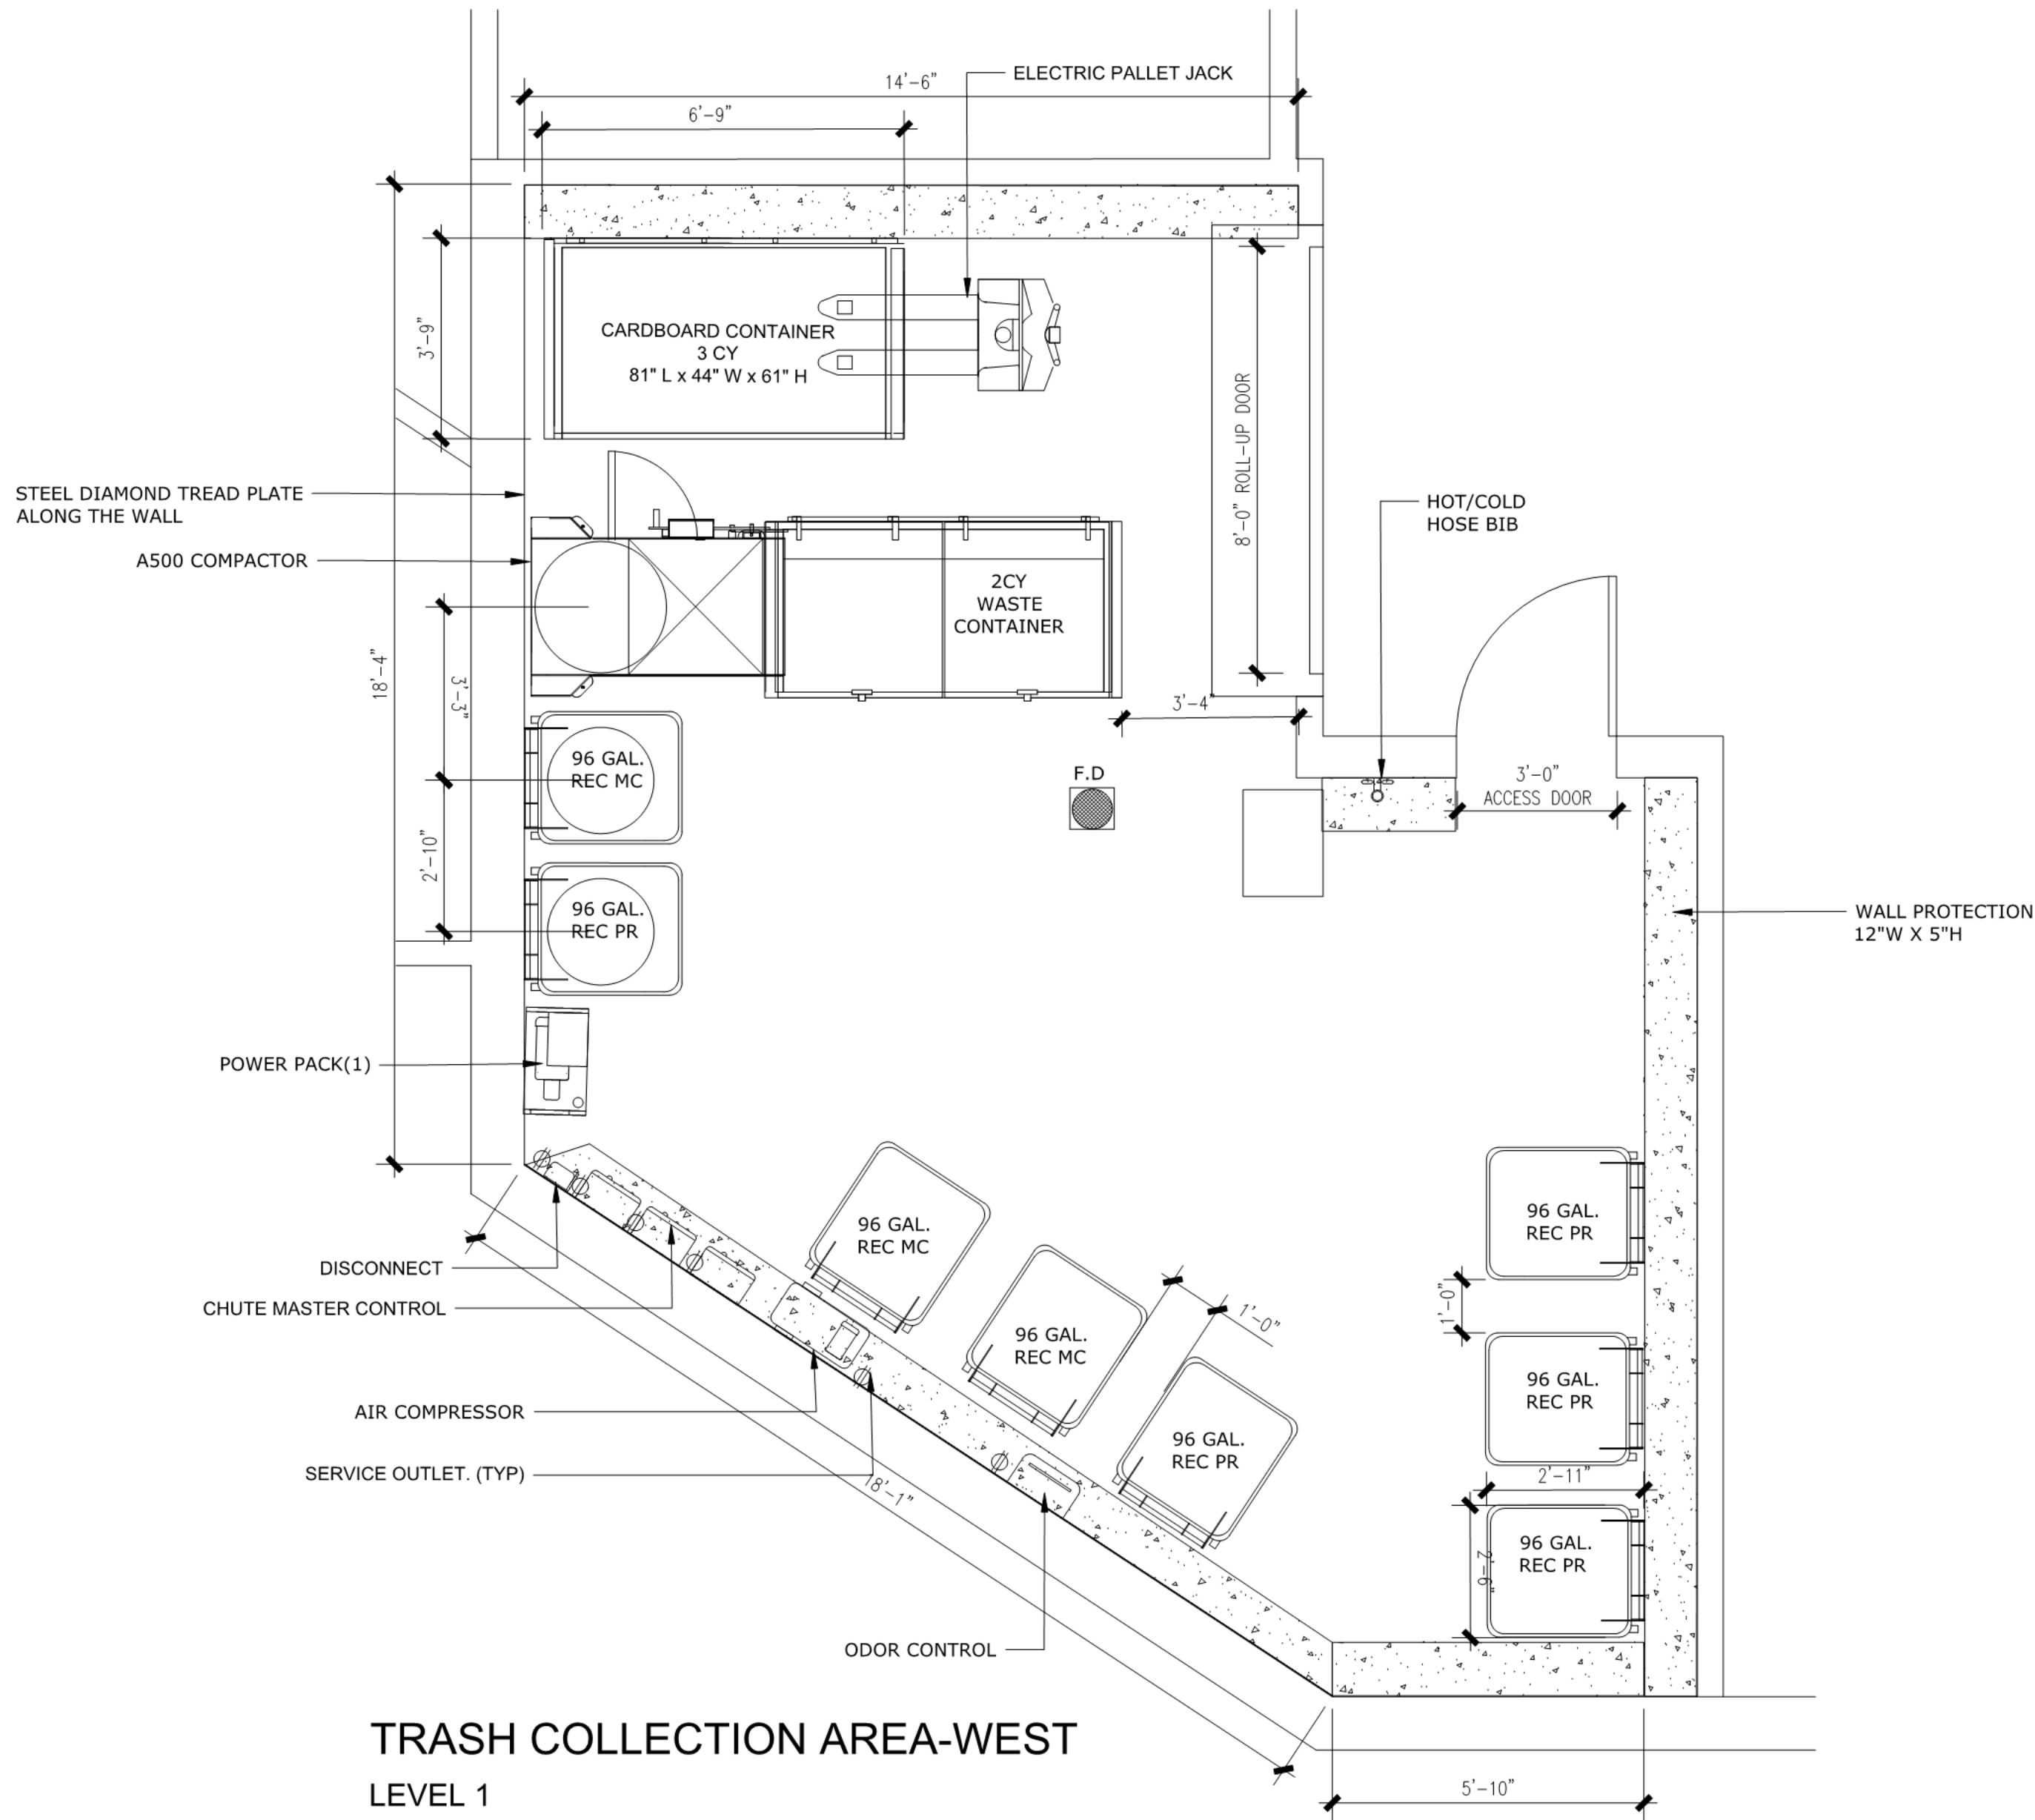 14'-6"
ELECTRIC PALLET JACK
6'-9"
CARDBOARD CONTAINER
3 CY
81" L x 44" W x 61" H
3'-9"
8'-0" ROLL-UP DOOR
STEEL DIAMOND TREAD PLATE
ALONG THE WALL
HOT/COLD
HOSE BIB
A500 COMPACTOR
2CY
WASTE
CONTAINER
18'-4"
3'-3"
3'-4"
96 GAL.
REC MC
F.D
3'-0"
ACCESS DOOR
2'-10"
96 GAL.
REC PR
WALL PROTECTION
12"W X 5"H
POWER PACK(1)
96 GAL.
REC MC
96 GAL.
REC PR
DISCONNECT
CHUTE MASTER CONTROL
96 GAL.
REC MC
1'-0"
1'-0"
96 GAL.
REC PR
AIR COMPRESSOR
96 GAL.
REC PR
SERVICE OUTLET. (TYP)
18'-1"
2'-11"
96 GAL.
REC PR
2'-6"
ODOR CONTROL
TRASH COLLECTION AREA-WEST
LEVEL 1
5'-10"